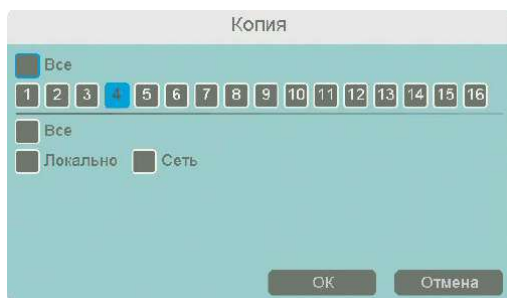 Копия
Все
1 2 3 4 5 6 7 8 9 10 11 12 13 14 15 16
Все
Локально Сеть
ОК Отмена